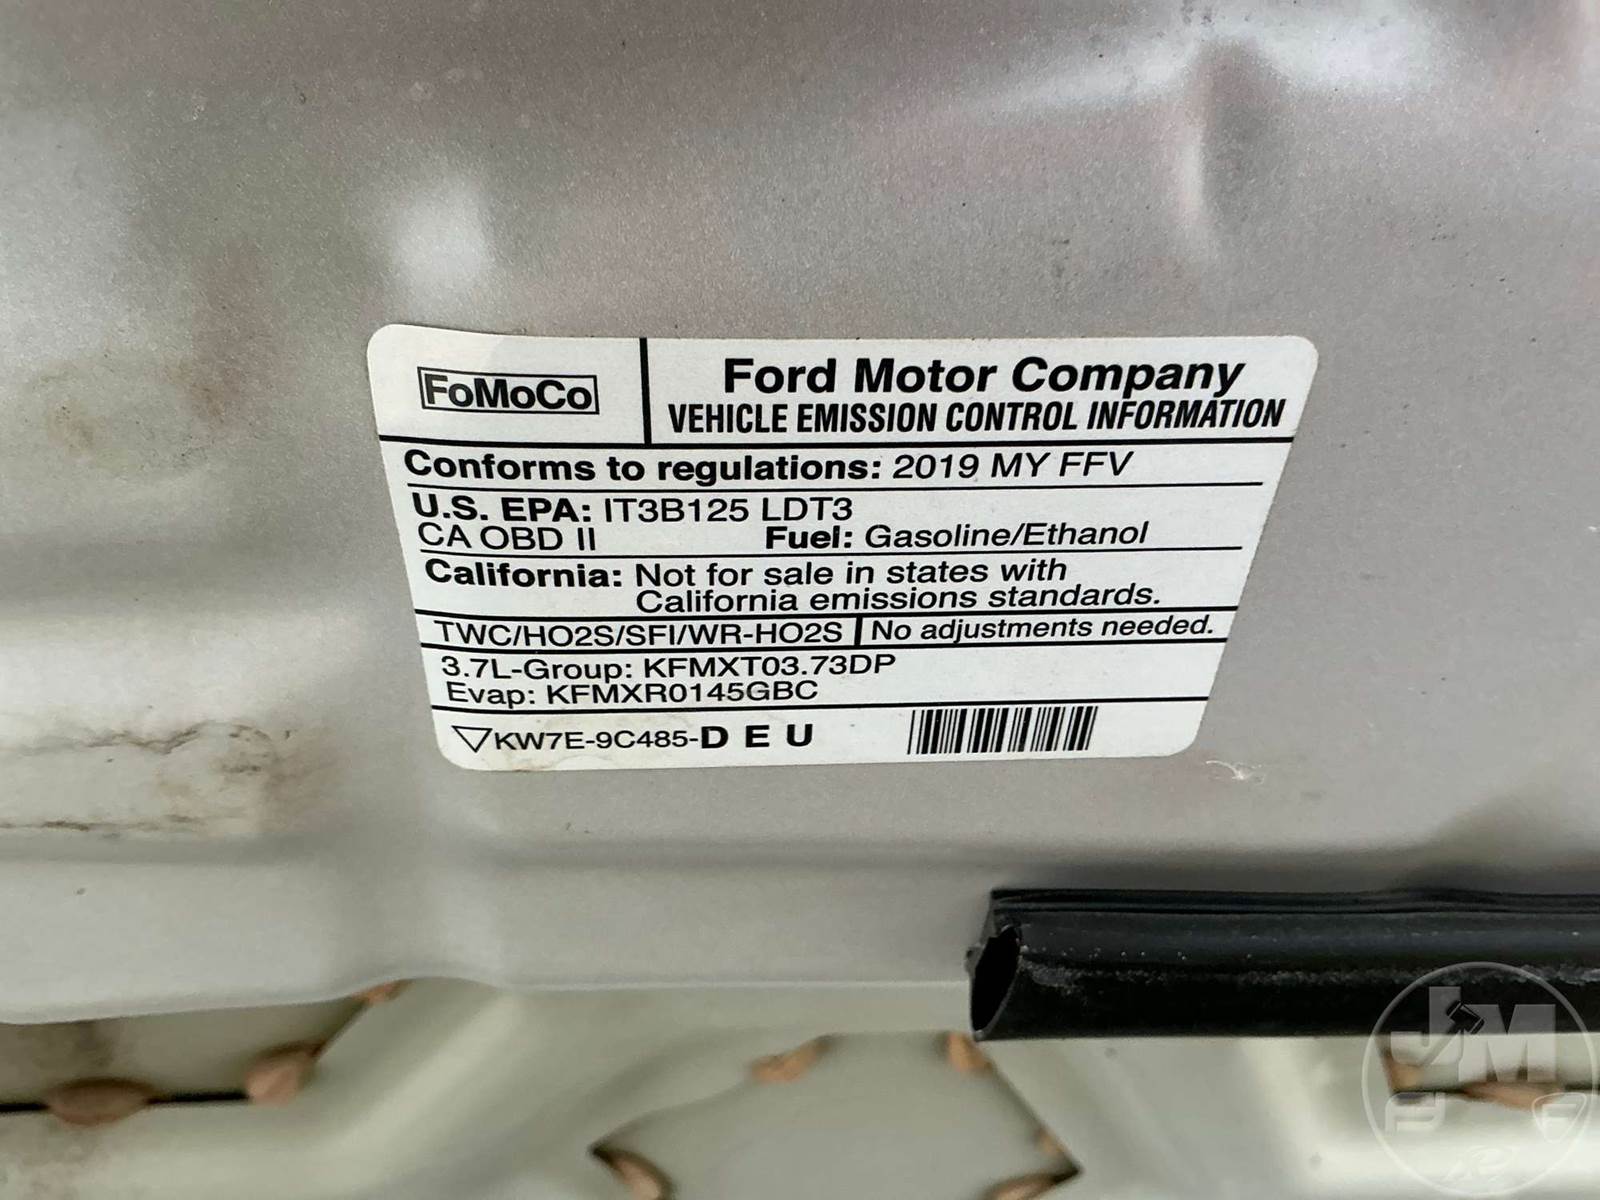 FoMoCo
Ford Motor Company
VEHICLE EMISSION CONTROL INFORMATION
Conforms to regulations: 2019 MY FFV
U.S. EPA: IT3B125 LDT3
CA OBD II Fuel: Gasoline/Ethanol
California: Not for sale in states with
California emissions standards.
TWC/HO2S/SFI/WR-HO2S No adjustments needed.
3.7L-Group: KFMXT03.73DP
Evap: KFMXR0145GBC
KW7E-9C485-D E U
JM